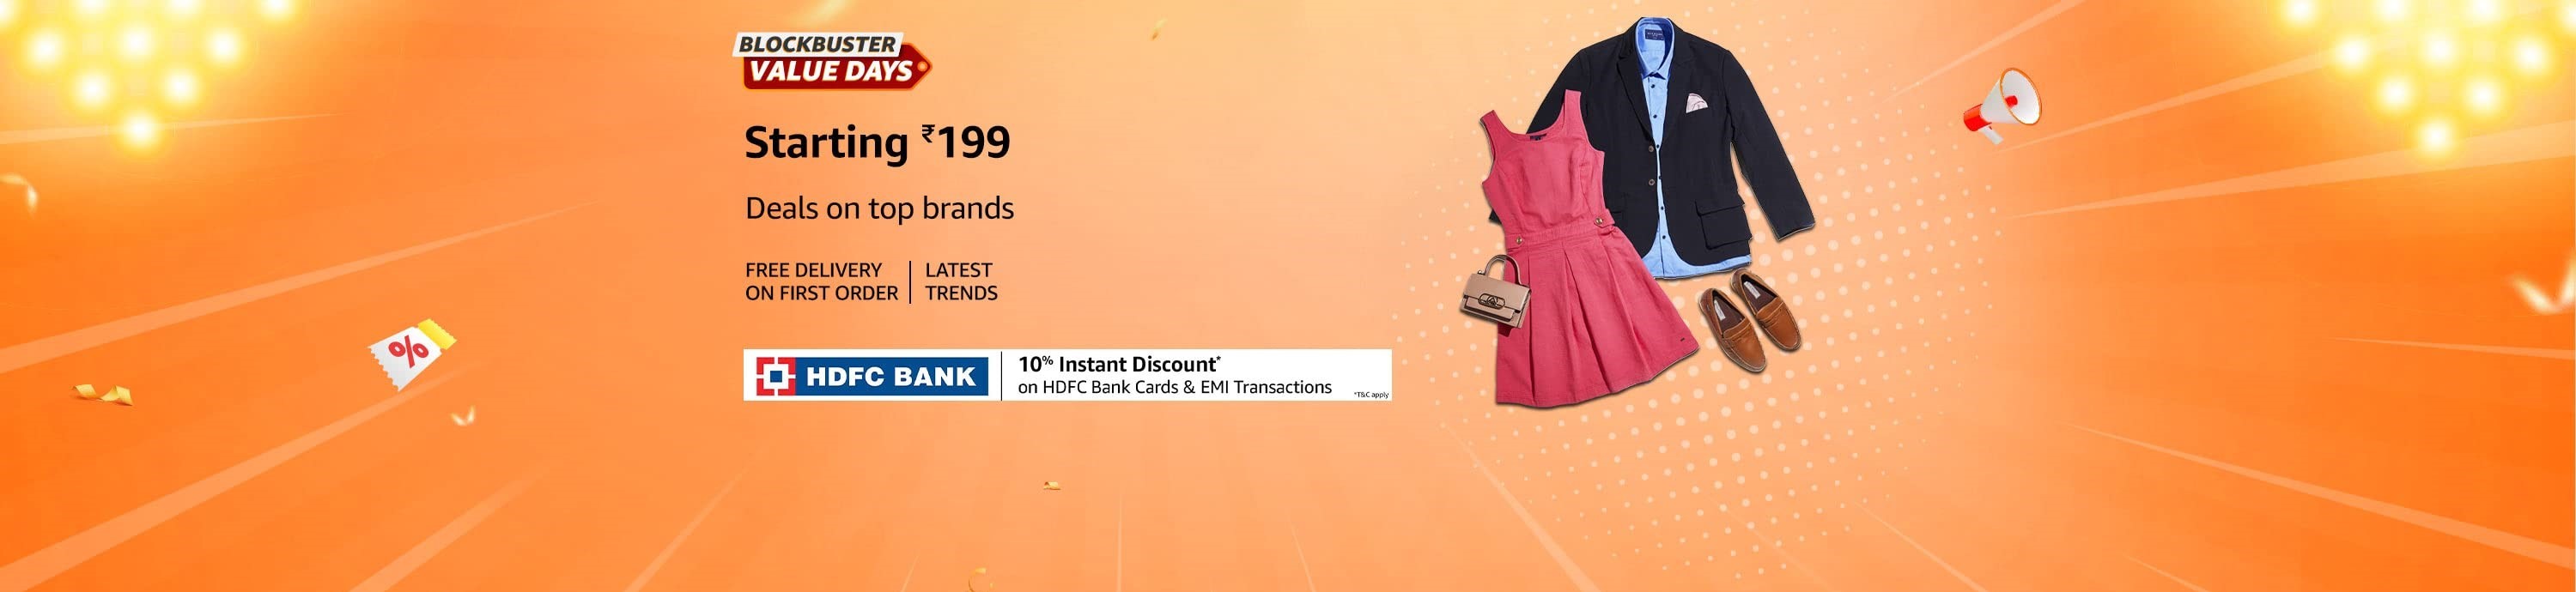 BLOCKBUSTER
VALUE DAYS
Starting ₹199
Deals on top brands
FREE DELIVERY
ON FIRST ORDER
LATEST
TRENDS
%
HDFC BANK
10% Instant Discount*
on HDFC Bank Cards & EMI Transactions
*T&C apply